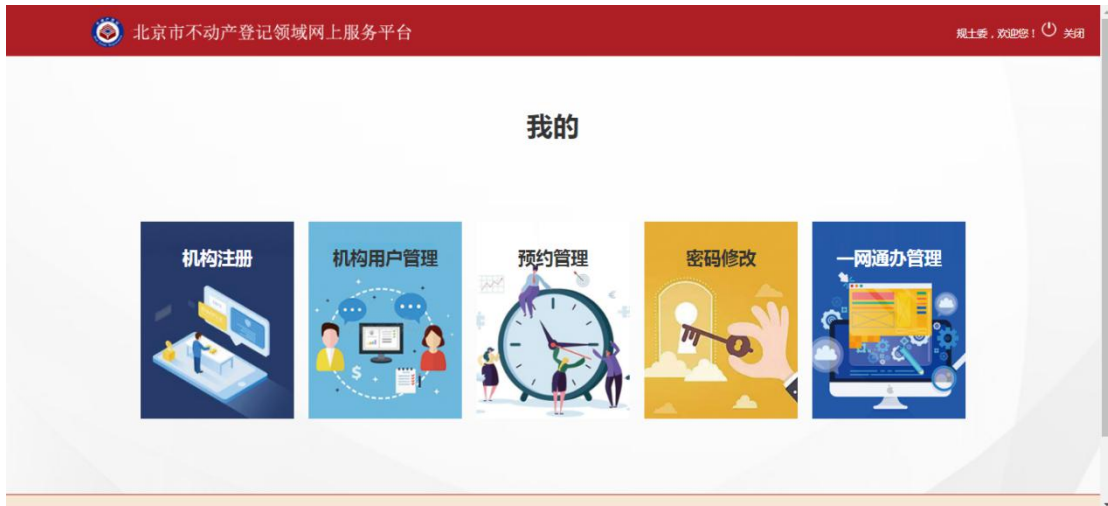 北京市不动产登记领域网上服务平台
规土委，欢迎您！ 关闭
我的
机构注册
机构用户管理
预约管理
密码修改
一网通办管理